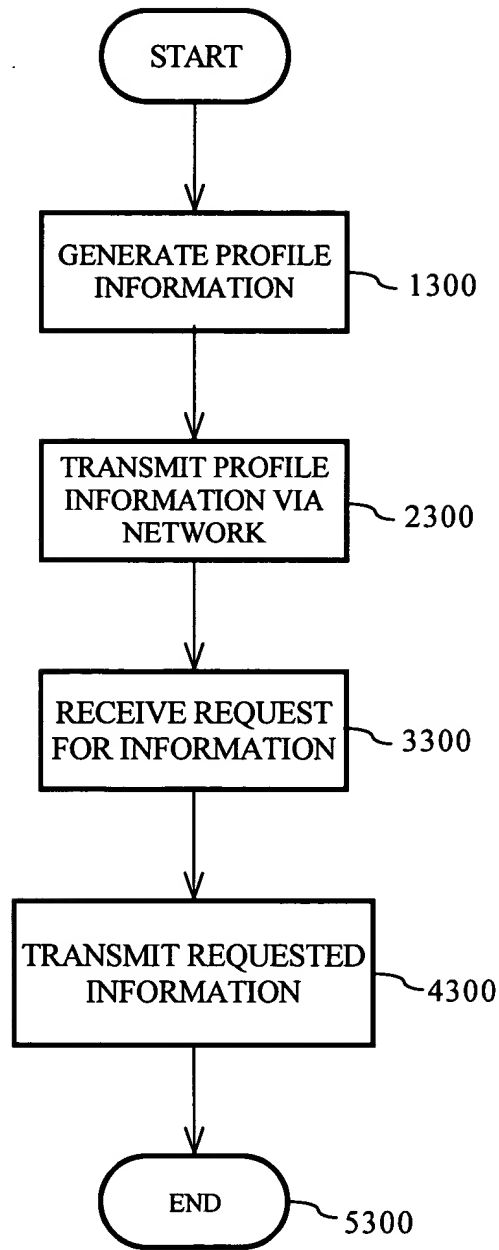 START
GENERATE PROFILE
INFORMATION
1300
TRANSMIT PROFILE
INFORMATION VIA
NETWORK
2300
RECEIVE REQUEST
FOR INFORMATION
3300
TRANSMIT REQUESTED
INFORMATION
4300
END
5300